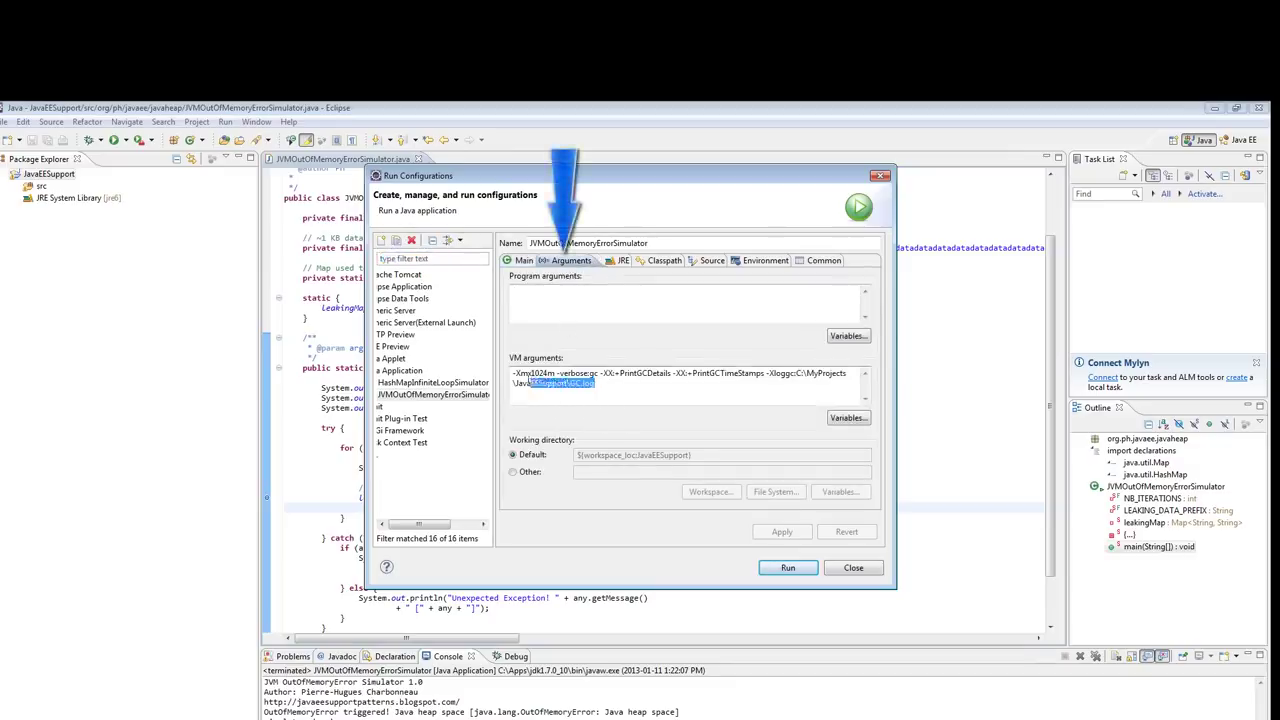 Java - JavaEESupport/src/org/ph/javaee/javaheap/JVMOutOfMemoryErrorSimulator.java - Eclipse
File Edit Source Refactor Navigate Search Project Run Window Help
Java Java EE
Package Explorer
JavaEESupport
src
JRE System Library [jre6]
JVMOutOfMemoryErrorSimulator.java
*/
public class JVMO
private final
// ~1 KB data
private final
datadatadatadatadatadatadata
// Map used t
private stati
static {
LeakingMa
}
/**
* @param arg
*/
public static
System.o
System.o
try {
for (
}
} catch (
if (a
} else
System.out.println("Unexpected Exception! " + any.getMessage()
+ " [" + any + "]");
}
}
Run Configurations
Create, manage, and run configurations
Run a Java application
type filter text
ache Tomcat
pse Application
pse Data Tools
neric Server
neric Server(External Launch)
TP Preview
E Preview
a Applet
a Application
HashMapInfiniteLoopSimulator
JVMOutOfMemoryErrorSimulat
nit
it Plug-in Test
Gi Framework
k Context Test
Filter matched 16 of 16 items
Name: JVMOutOfMemoryErrorSimulator
Main Arguments JRE Classpath Source Environment Common
Program arguments:
Variables...
VM arguments:
-Xmx1024m -verbose:gc -XX:+PrintGCDetails -XX:+PrintGCTimeStamps -Xloggc:C:\MyProjects
\JavaEESupport\GC.log
Variables...
Working directory:
Default: ${workspace_loc:JavaEESupport}
Other:
Workspace... File System... Variables...
Apply Revert
Run Close
Task List
Find All Activate...
Connect Mylyn
Connect to your task and ALM tools or create a
local task.
Outline
org.ph.javaee.javaheap
import declarations
java.util.Map
java.util.HashMap
JVMOutOfMemoryErrorSimulator
NB_ITERATIONS : int
LEAKING_DATA_PREFIX : String
leakingMap : Map<String, String>
{...}
main(String[]) : void
Problems Javadoc Declaration Console Debug
<terminated> JVMOutOfMemoryErrorSimulator [Java Application] C:\Apps\jdk1.7.0_10\bin\javaw.exe (2013-01-11 1:22:07 PM)
JVM OutOfMemoryError Simulator 1.0
Author: Pierre-Hugues Charbonneau
http://javaeesupportpatterns.blogspot.com/
OutOfMemoryError triggered! Java heap space [java.lang.OutOfMemoryError: Java heap space]